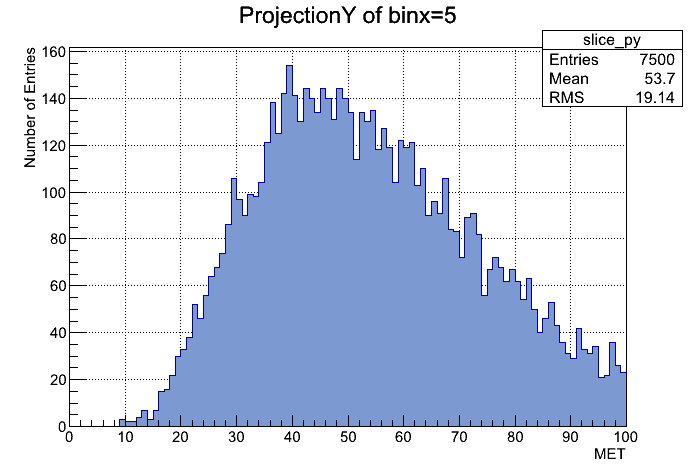 ProjectionY of binx=5
slice_py
Entries 7500
Mean 53.7
RMS 19.14
Number of Entries
160
140
120
100
80
60
40
20
0
0 10 20 30 40 50 60 70 80 90 100
MET